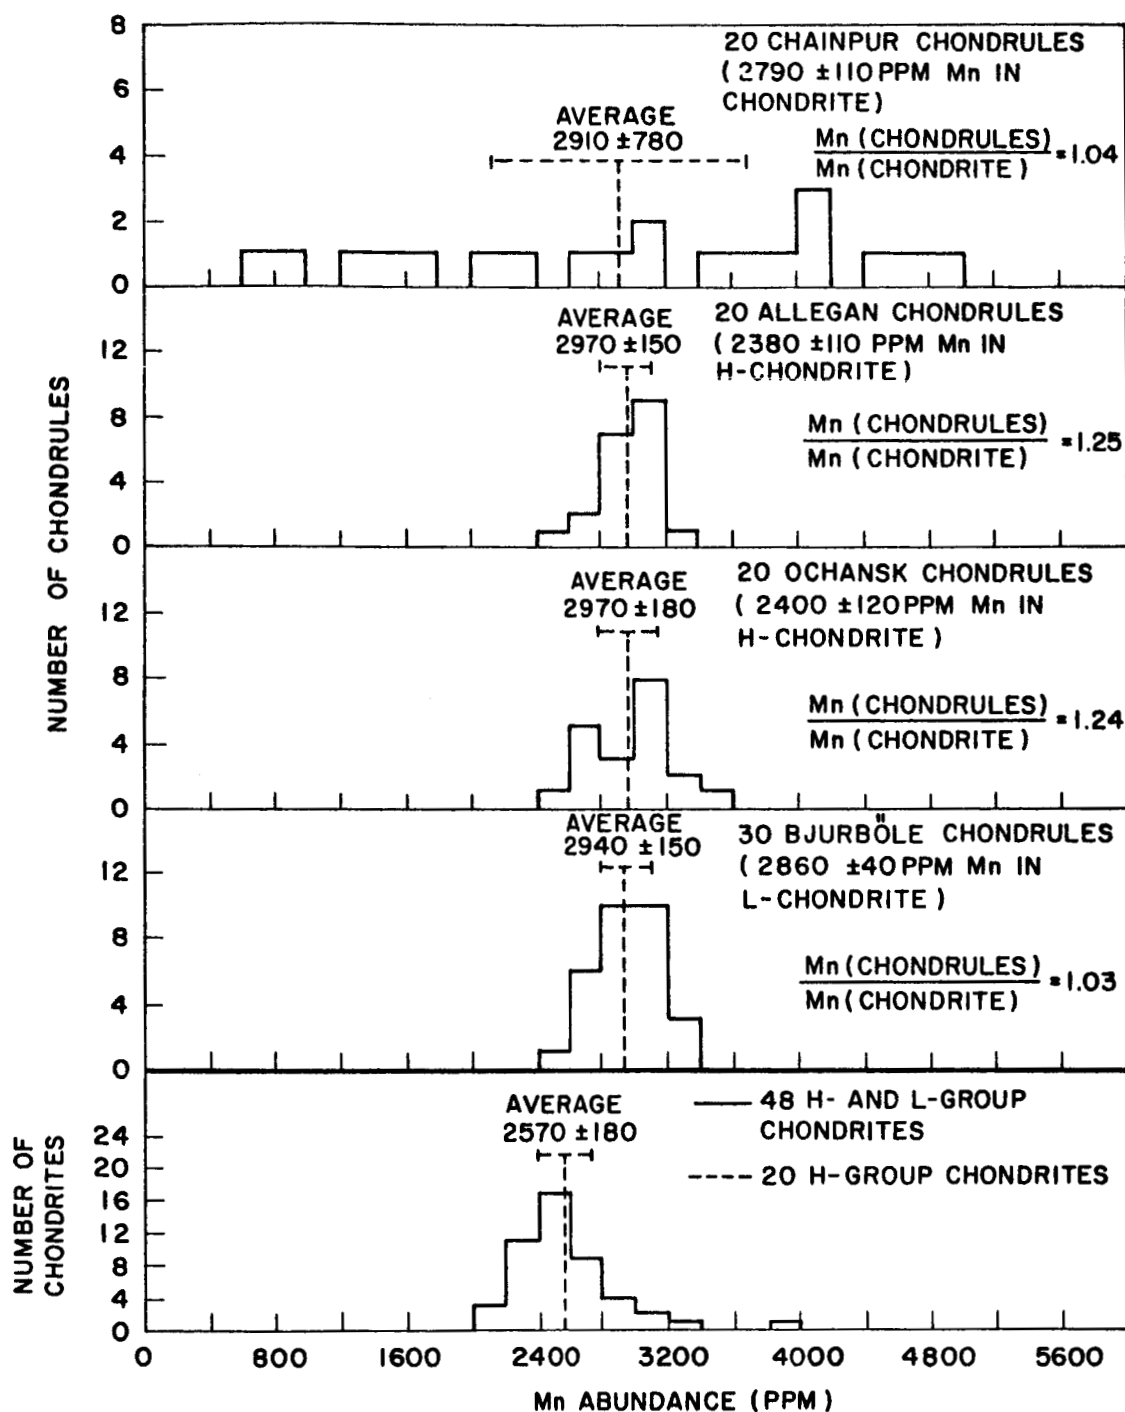 8
6
4
2
0
20 CHAINPUR CHONDRULES
( 2790 ±110 PPM Mn IN
CHONDRITE)
AVERAGE
2910 ±780
Mn (CHONDRULES)
Mn (CHONDRITE)
=1.04
12
8
4
0
20 ALLEGAN CHONDRULES
( 2380 ±110 PPM Mn IN
H-CHONDRITE)
AVERAGE
2970 ±150
Mn (CHONDRULES)
Mn (CHONDRITE)
=1.25
NUMBER OF CHONDRULES
12
8
4
0
20 OCHANSK CHONDRULES
( 2400 ±120 PPM Mn IN
H-CHONDRITE)
AVERAGE
2970 ±180
Mn (CHONDRULES)
Mn (CHONDRITE)
=1.24
12
8
4
0
30 BJURBÖLE CHONDRULES
( 2860 ±40 PPM Mn IN
L-CHONDRITE)
AVERAGE
2940 ±150
Mn (CHONDRULES)
Mn (CHONDRITE)
=1.03
NUMBER OF
CHONDRITES
24
20
16
12
8
4
0
AVERAGE
2570 ±180
48 H- AND L-GROUP
CHONDRITES
20 H-GROUP CHONDRITES
0 800 1600 2400 3200 4000 4800 5600
Mn ABUNDANCE (PPM)